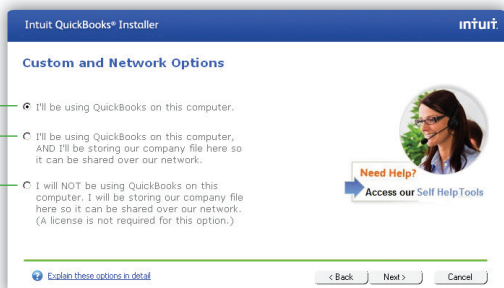 Intuit QuickBooks® Installer
intuit.
Custom and Network Options
I'll be using QuickBooks on this computer.
I'll be using QuickBooks on this computer,
AND I'll be storing our company file here so
it can be shared over our network.
I will NOT be using QuickBooks on this
computer. I will be storing our company file
here so it can be shared over our network.
(A license is not required for this option.)
Need Help?
Access our Self Help Tools
? Explain these options in detail
< Back
Next >
Cancel